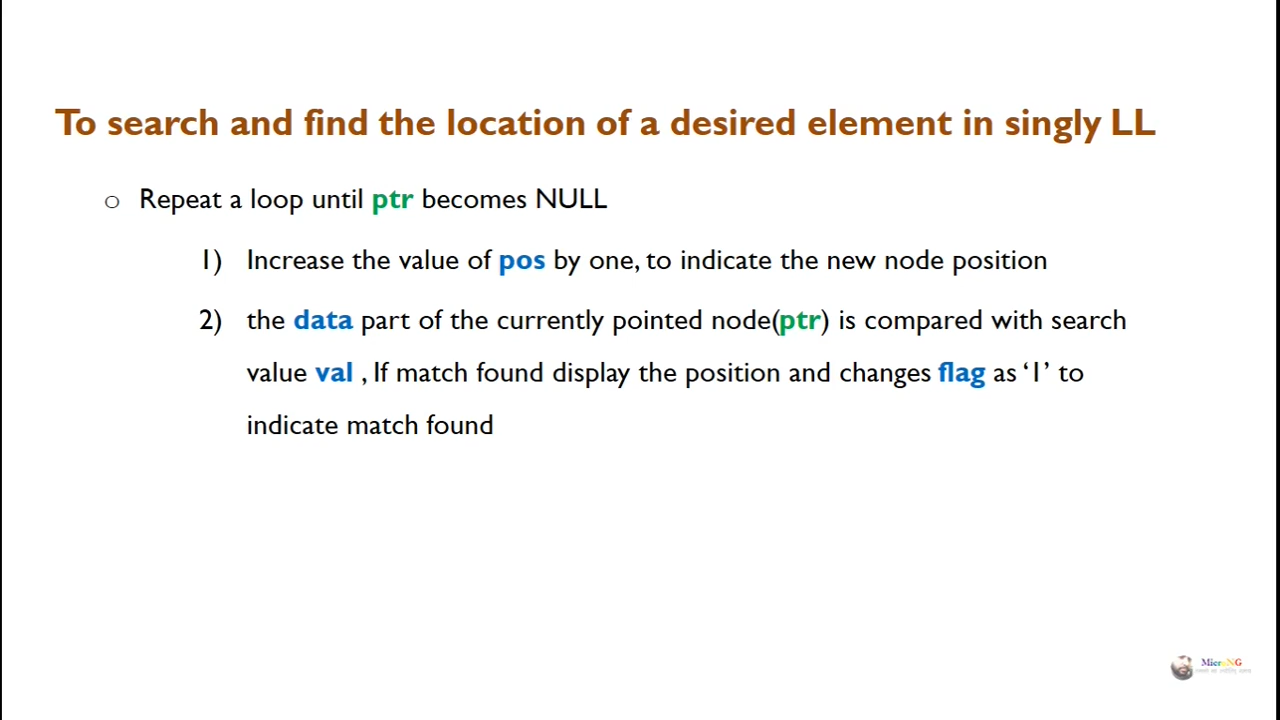 To search and find the location of a desired element in singly LL
o Repeat a loop until ptr becomes NULL
1) Increase the value of pos by one, to indicate the new node position
2) the data part of the currently pointed node(ptr) is compared with search
value val , If match found display the position and changes flag as ‘1’ to
indicate match found
MicroNG